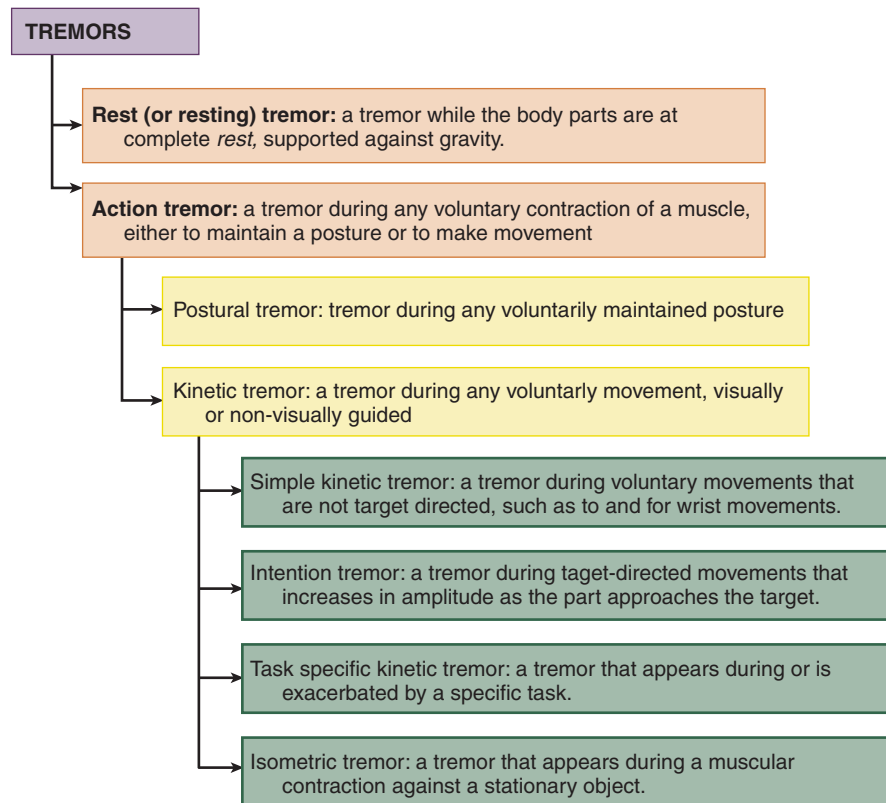 TREMORS
Rest (or resting) tremor: a tremor while the body parts are at
complete rest, supported against gravity.
Action tremor: a tremor during any voluntary contraction of a muscle,
either to maintain a posture or to make movement
Postural tremor: tremor during any voluntarily maintained posture
Kinetic tremor: a tremor during any voluntarly movement, visually
or non-visually guided
Simple kinetic tremor: a tremor during voluntary movements that
are not target directed, such as to and for wrist movements.
Intention tremor: a tremor during taget-directed movements that
increases in amplitude as the part approaches the target.
Task specific kinetic tremor: a tremor that appears during or is
exacerbated by a specific task.
Isometric tremor: a tremor that appears during a muscular
contraction against a stationary object.